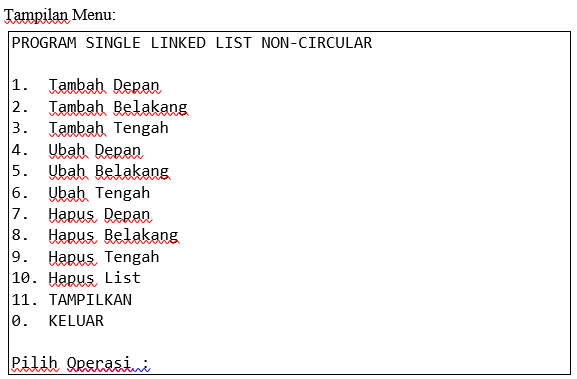 Tampilan Menu:
PROGRAM SINGLE LINKED LIST NON-CIRCULAR
1. Tambah Depan
2. Tambah Belakang
3. Tambah Tengah
4. Ubah Depan
5. Ubah Belakang
6. Ubah Tengah
7. Hapus Depan
8. Hapus Belakang
9. Hapus Tengah
10. Hapus List
11. TAMPILKAN
0. KELUAR
Pilih Operasi :